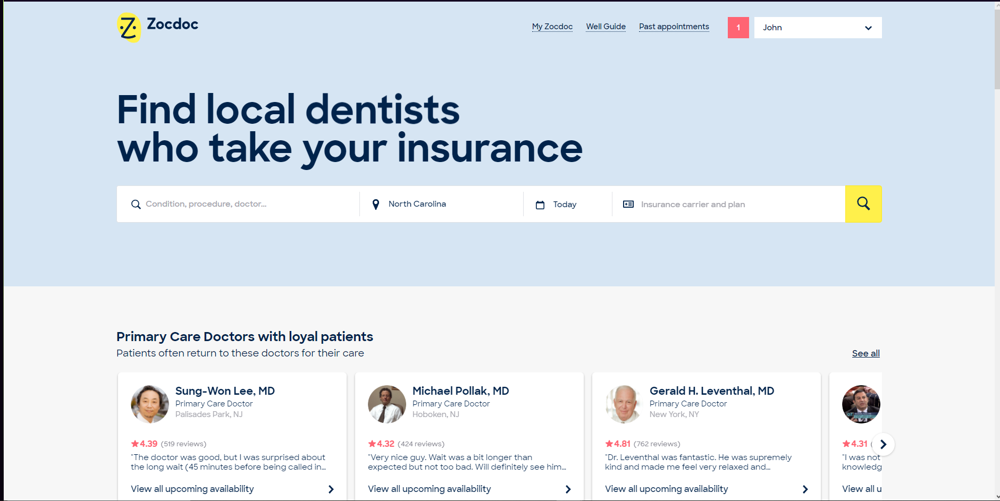 Zocdoc
My Zocdoc
Well Guide
Past appointments
1
John
Find local dentists
who take your insurance
Condition, procedure, doctor...
North Carolina
Today
Insurance carrier and plan
Primary Care Doctors with loyal patients
Patients often return to these doctors for their care
See all
Sung-Won Lee, MD
Primary Care Doctor
Palisades Park, NJ
4.39 (519 reviews)
"The doctor was good, but I was surprised about
the long wait (45 minutes before being called in...
View all upcoming availability
Michael Pollak, MD
Primary Care Doctor
Hoboken, NJ
4.32 (424 reviews)
"Very nice guy. Wait was a bit longer than
expected but not too bad. Will definitely see him...
View all upcoming availability
Gerald H. Leventhal, MD
Primary Care Doctor
New York, NY
4.81 (762 reviews)
"Dr. Leventhal was fantastic. He was supremely
kind and made me feel very relaxed and...
View all upcoming availability
4.31 (
"I was not
knowledg
View all u